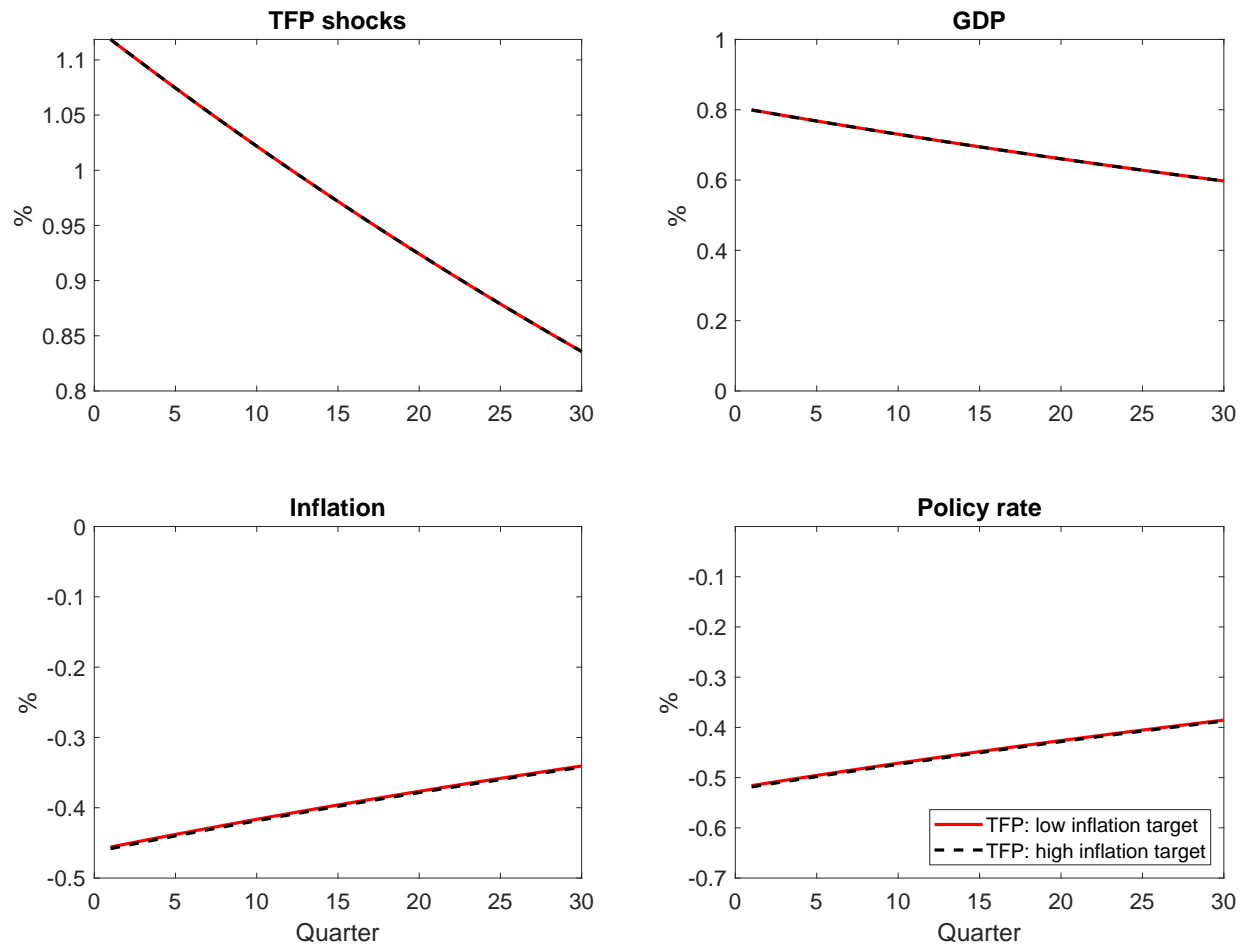 TFP shocks
%
1.1
1.05
1
0.95
0.9
0.85
0.8
0 5 10 15 20 25 30
GDP
%
1
0.8
0.6
0.4
0.2
0
0 5 10 15 20 25 30
Inflation
%
0
-0.1
-0.2
-0.3
-0.4
-0.5
0 5 10 15 20 25 30
Quarter
Policy rate
%
-0.1
-0.2
-0.3
-0.4
-0.5
-0.6
-0.7
TFP: low inflation target
TFP: high inflation target
0 5 10 15 20 25 30
Quarter